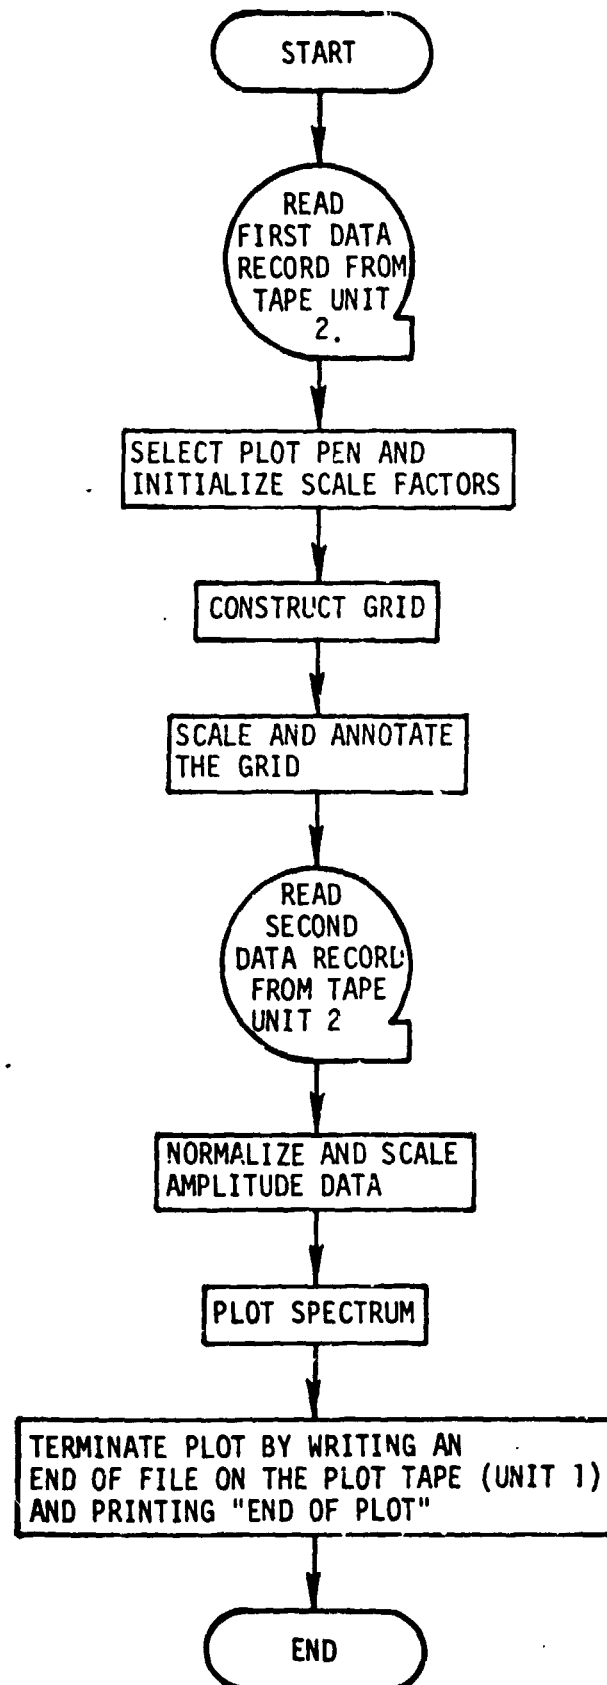 START
READ
FIRST DATA
RECORD FROM
TAPE UNIT
2.
SELECT PLOT PEN AND
INITIALIZE SCALE FACTORS
CONSTRUCT GRID
SCALE AND ANNOTATE
THE GRID
READ
SECOND
DATA RECORD
FROM TAPE
UNIT 2
NORMALIZE AND SCALE
AMPLITUDE DATA
PLOT SPECTRUM
TERMINATE PLOT BY WRITING AN
END OF FILE ON THE PLOT TAPE (UNIT 1)
AND PRINTING "END OF PLOT"
END